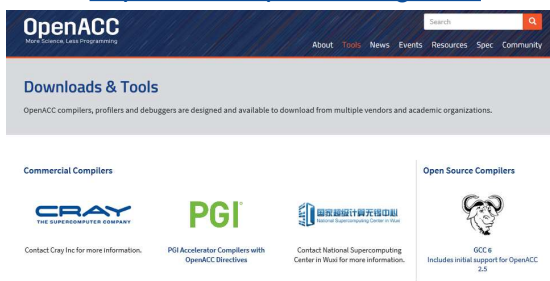 OpenACC
More Science, Less Programming
Search
About Tools News Events Resources Spec Community
Downloads & Tools
OpenACC compilers, profilers and debuggers are designed and available to download from multiple vendors and academic organizations.
Commercial Compilers
Open Source Compilers
CRAY
THE SUPERCOMPUTER COMPANY
PGI
国家超级计算无锡中心
National Supercomputing Center in Wuxi
Contact Cray Inc for more information.
PGI Accelerator Compilers with
OpenACC Directives
Contact National Supercomputing
Center in Wuxi for more information.
GCC 6
Includes initial support for OpenACC
2.5